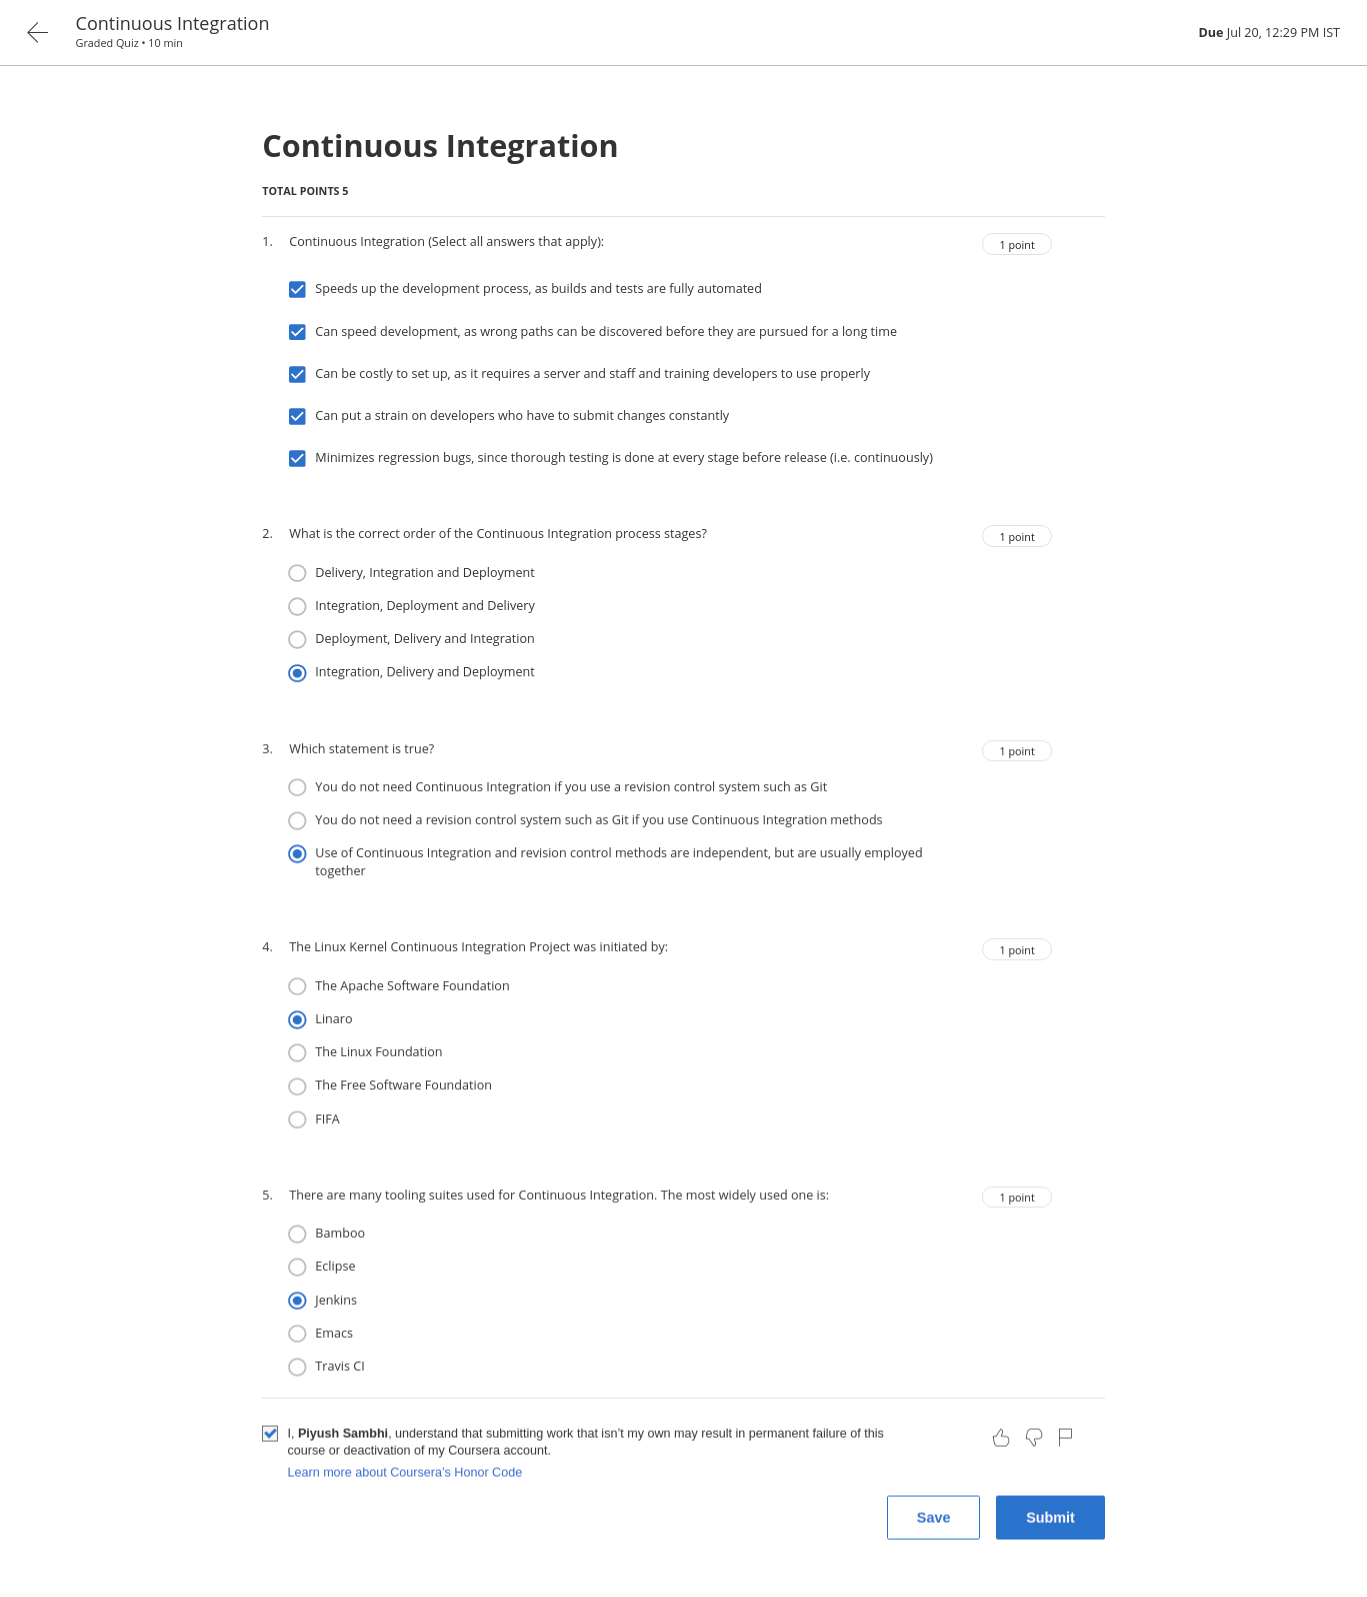 Continuous Integration
Graded Quiz • 10 min
Due Jul 20, 12:29 PM IST
Continuous Integration
TOTAL POINTS 5
1. Continuous Integration (Select all answers that apply):
1 point
Speeds up the development process, as builds and tests are fully automated
Can speed development, as wrong paths can be discovered before they are pursued for a long time
Can be costly to set up, as it requires a server and staff and training developers to use properly
Can put a strain on developers who have to submit changes constantly
Minimizes regression bugs, since thorough testing is done at every stage before release (i.e. continuously)
2. What is the correct order of the Continuous Integration process stages?
1 point
Delivery, Integration and Deployment
Integration, Deployment and Delivery
Deployment, Delivery and Integration
Integration, Delivery and Deployment
3. Which statement is true?
1 point
You do not need Continuous Integration if you use a revision control system such as Git
You do not need a revision control system such as Git if you use Continuous Integration methods
Use of Continuous Integration and revision control methods are independent, but are usually employed
together
4. The Linux Kernel Continuous Integration Project was initiated by:
1 point
The Apache Software Foundation
Linaro
The Linux Foundation
The Free Software Foundation
FIFA
5. There are many tooling suites used for Continuous Integration. The most widely used one is:
1 point
Bamboo
Eclipse
Jenkins
Emacs
Travis CI
I, Piyush Sambhi, understand that submitting work that isn't my own may result in permanent failure of this
course or deactivation of my Coursera account.
Learn more about Coursera's Honor Code
Save
Submit